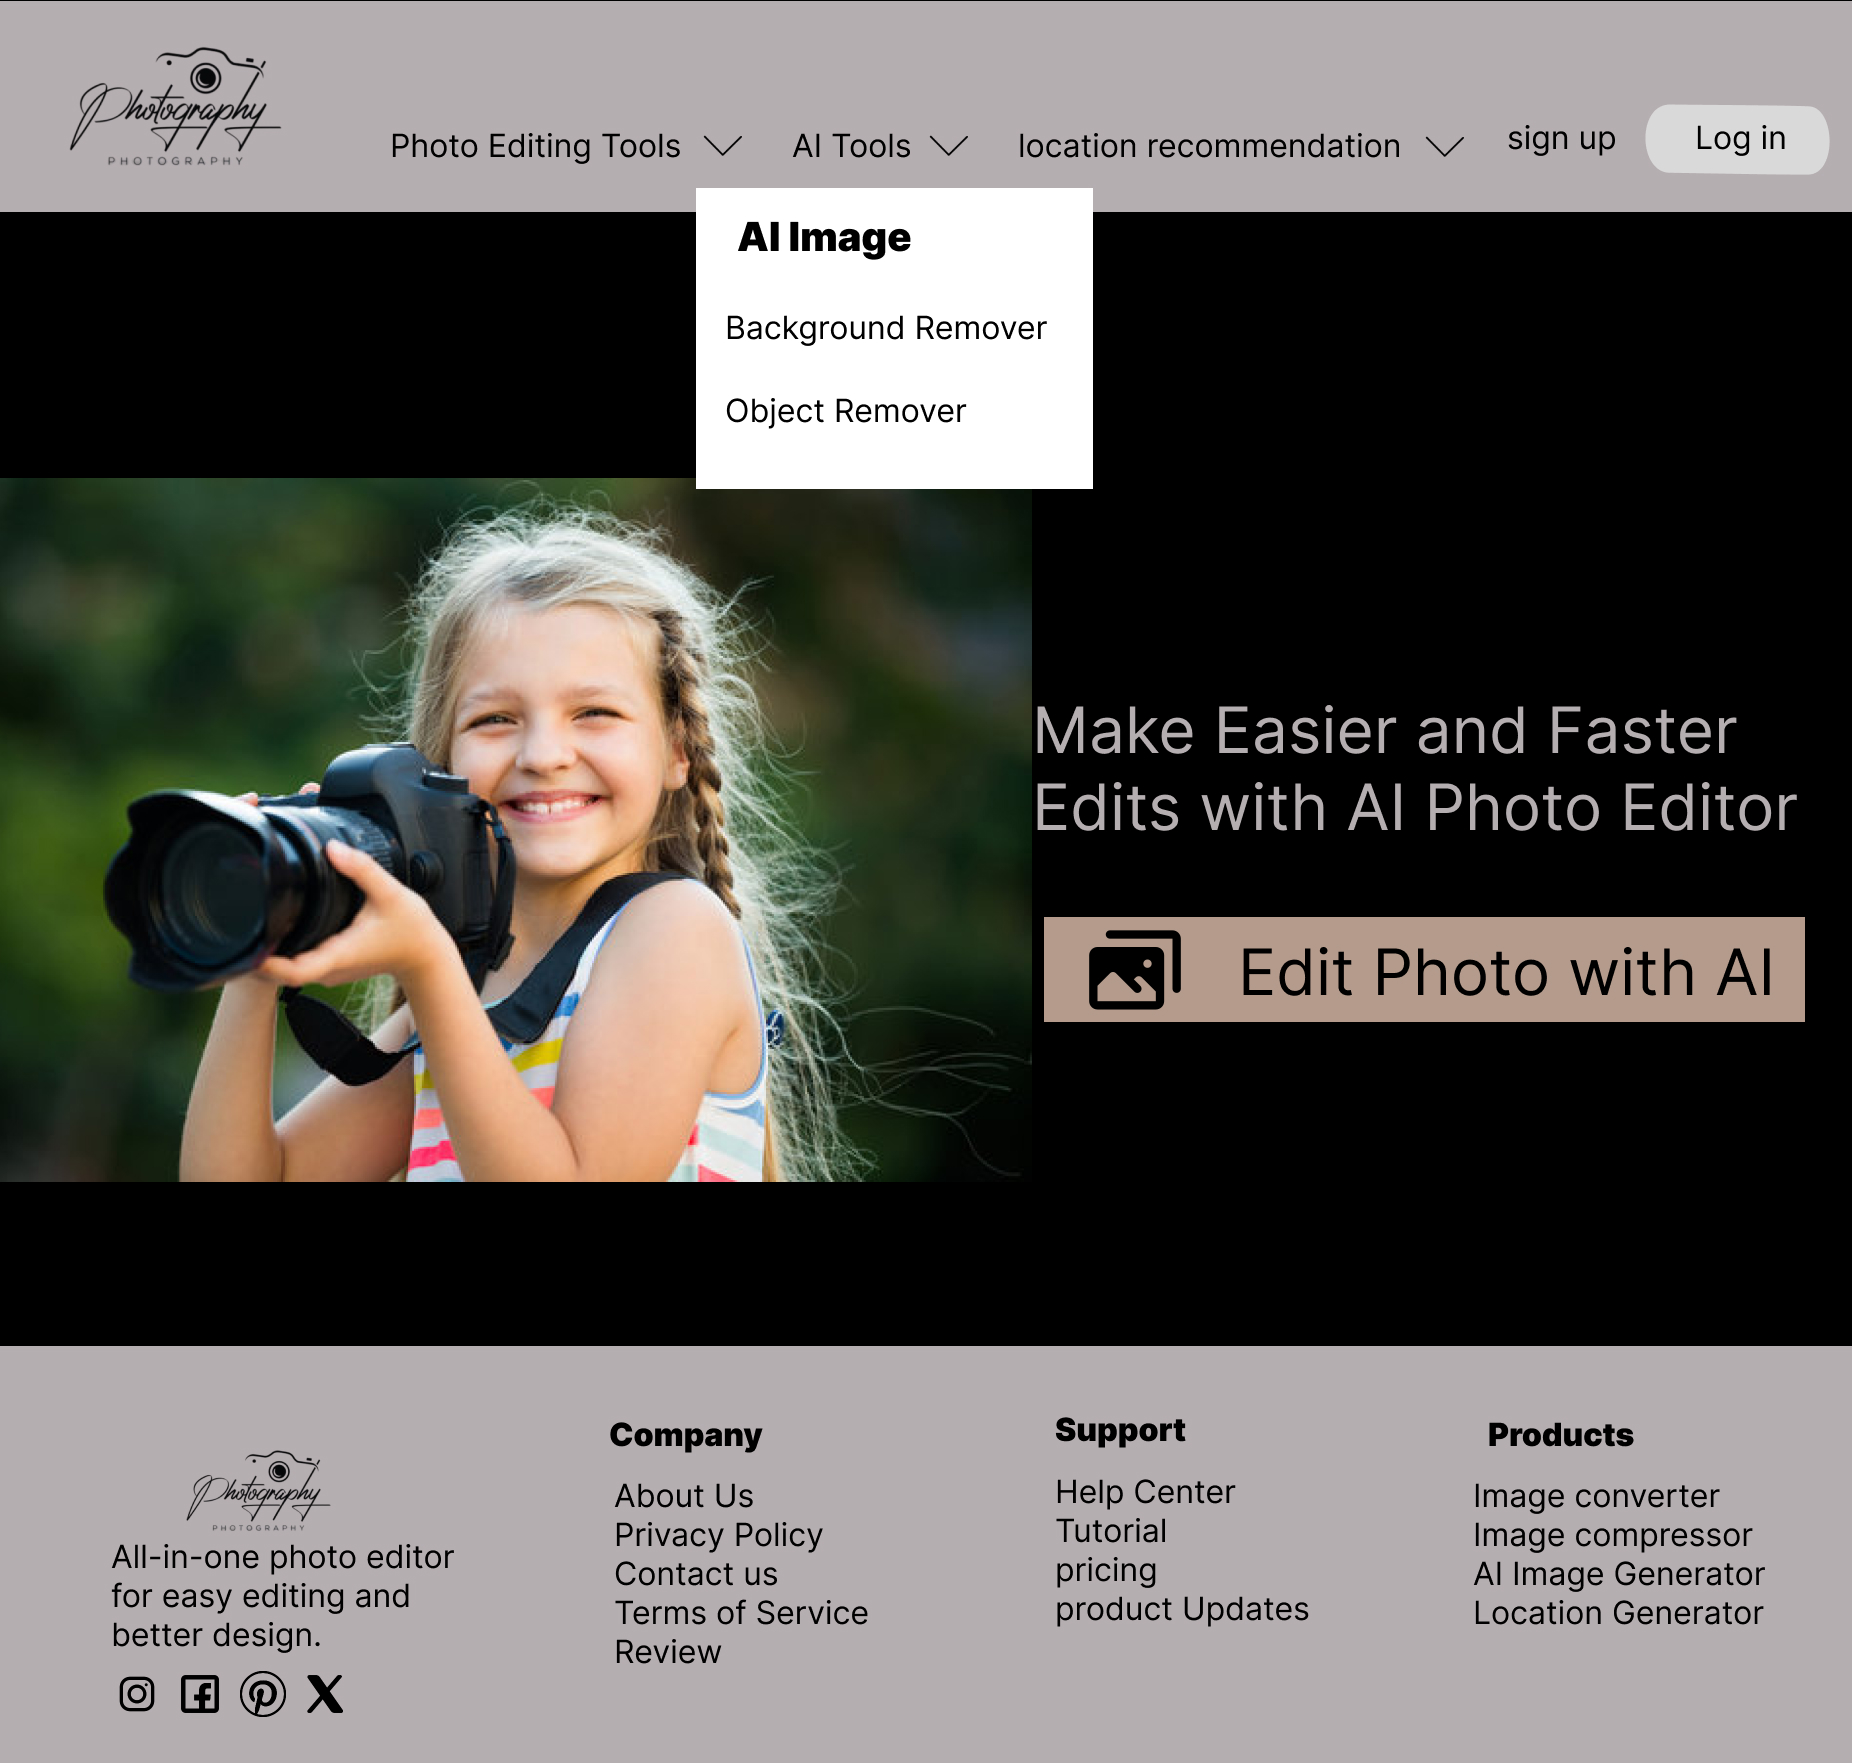 Photography
PHOTOGRAPHY
Photo Editing Tools
AI Tools
location recommendation
sign up
Log in
AI Image
Background Remover
Object Remover
Make Easier and Faster
Edits with AI Photo Editor
Edit Photo with AI
Photography
PHOTOGRAPHY
All-in-one photo editor
for easy editing and
better design.
Company
About Us
Privacy Policy
Contact us
Terms of Service
Review
Support
Help Center
Tutorial
pricing
product Updates
Products
Image converter
Image compressor
AI Image Generator
Location Generator